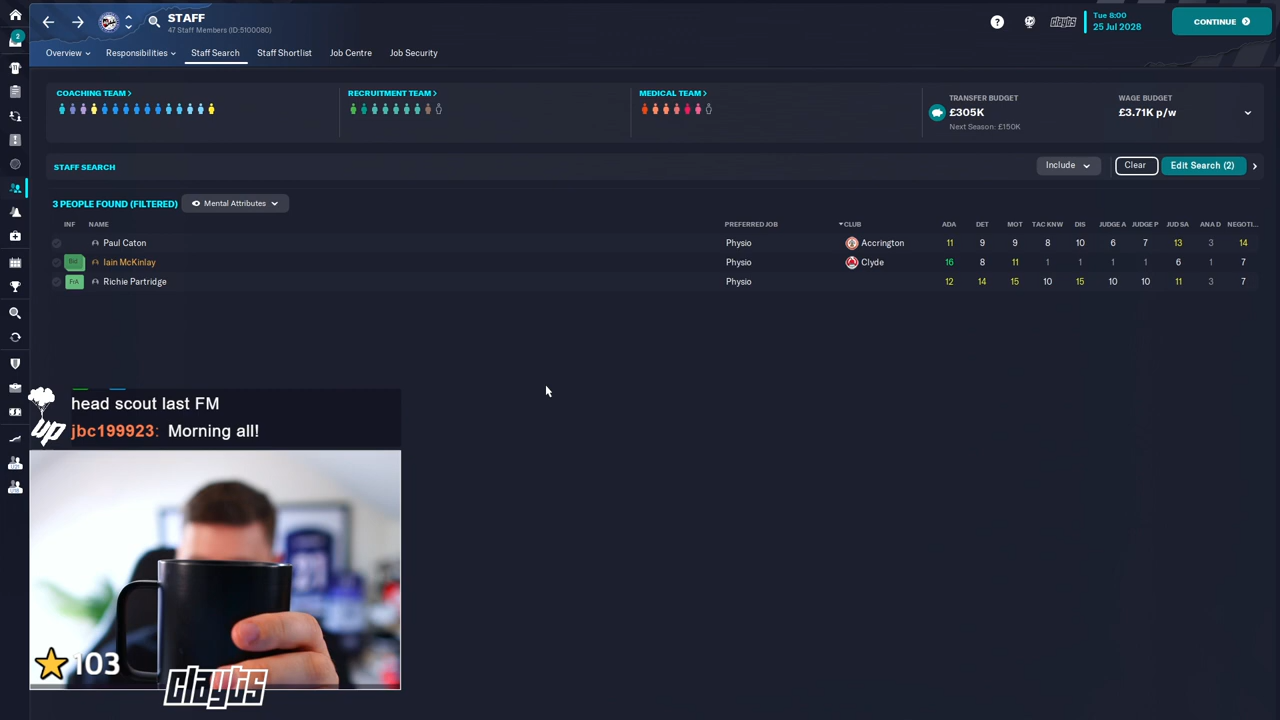 STAFF
47 Staff Members (ID:5100080)
clayts
Tue 8:00
25 Jul 2028
CONTINUE
2
Overview
Responsibilities
Staff Search
Staff Shortlist
Job Centre
Job Security
COACHING TEAM >
RECRUITMENT TEAM >
MEDICAL TEAM >
TRANSFER BUDGET
£305K
Next Season: £150K
WAGE BUDGET
£3.71K p/w
STAFF SEARCH
Include
Clear
Edit Search (2)
3 PEOPLE FOUND (FILTERED)
Mental Attributes
INF NAME PREFERRED JOB CLUB ADA DET MOT TAC KNW DIS JUDGE A JUDGE P JUD SA ANA D NEGOTI...
Paul Caton Physio Accrington 11 9 9 8 10 6 7 13 3 14
Bid Iain McKinlay Physio Clyde 16 8 11 1 1 1 1 6 1 7
FrA Richie Partridge Physio 12 14 15 10 15 10 10 11 3 7
head scout last FM
up jbc199923: Morning all!
103
clayts